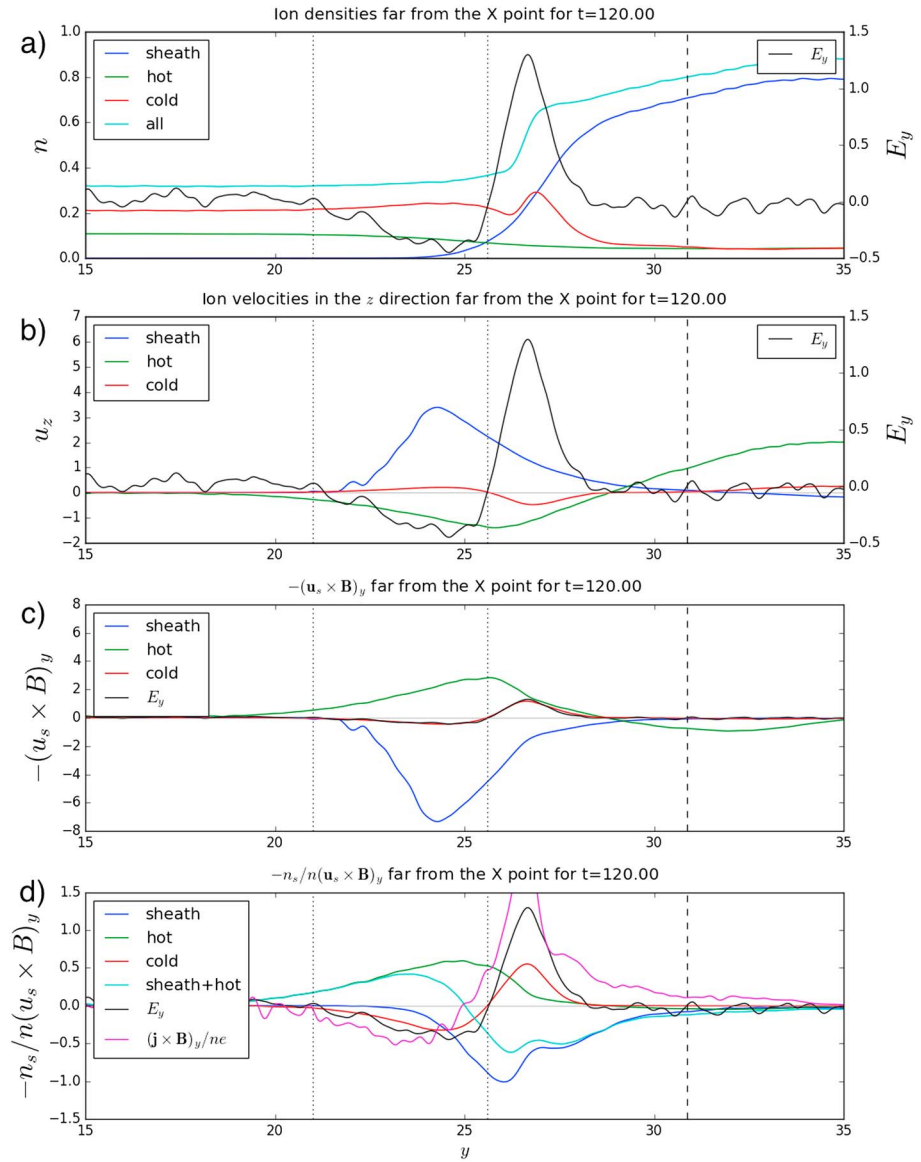 Ion densities far from the X point for t=120.00
a)
1.0
0.8
0.6
0.4
0.2
0.0
n
sheath
hot
cold
all
E_y
1.5
1.0
0.5
0.0
−0.5
E_y
15 20 25 30 35
Ion velocities in the z direction far from the X point for t=120.00
b)
7
6
5
4
3
2
1
0
−1
−2
u_z
sheath
hot
cold
E_y
1.5
1.0
0.5
0.0
−0.5
E_y
15 20 25 30 35
−(u_s × B)_y far from the X point for t=120.00
c)
8
6
4
2
0
−2
−4
−6
−8
−(u_s × B)_y
sheath
hot
cold
E_y
15 20 25 30 35
−n_s/n(u_s × B)_y far from the X point for t=120.00
d)
1.5
1.0
0.5
0.0
−0.5
−1.0
−1.5
−n_s/n(u_s × B)_y
sheath
hot
cold
sheath+hot
E_y
(j × B)_y/ne
15 20 25 30 35
y